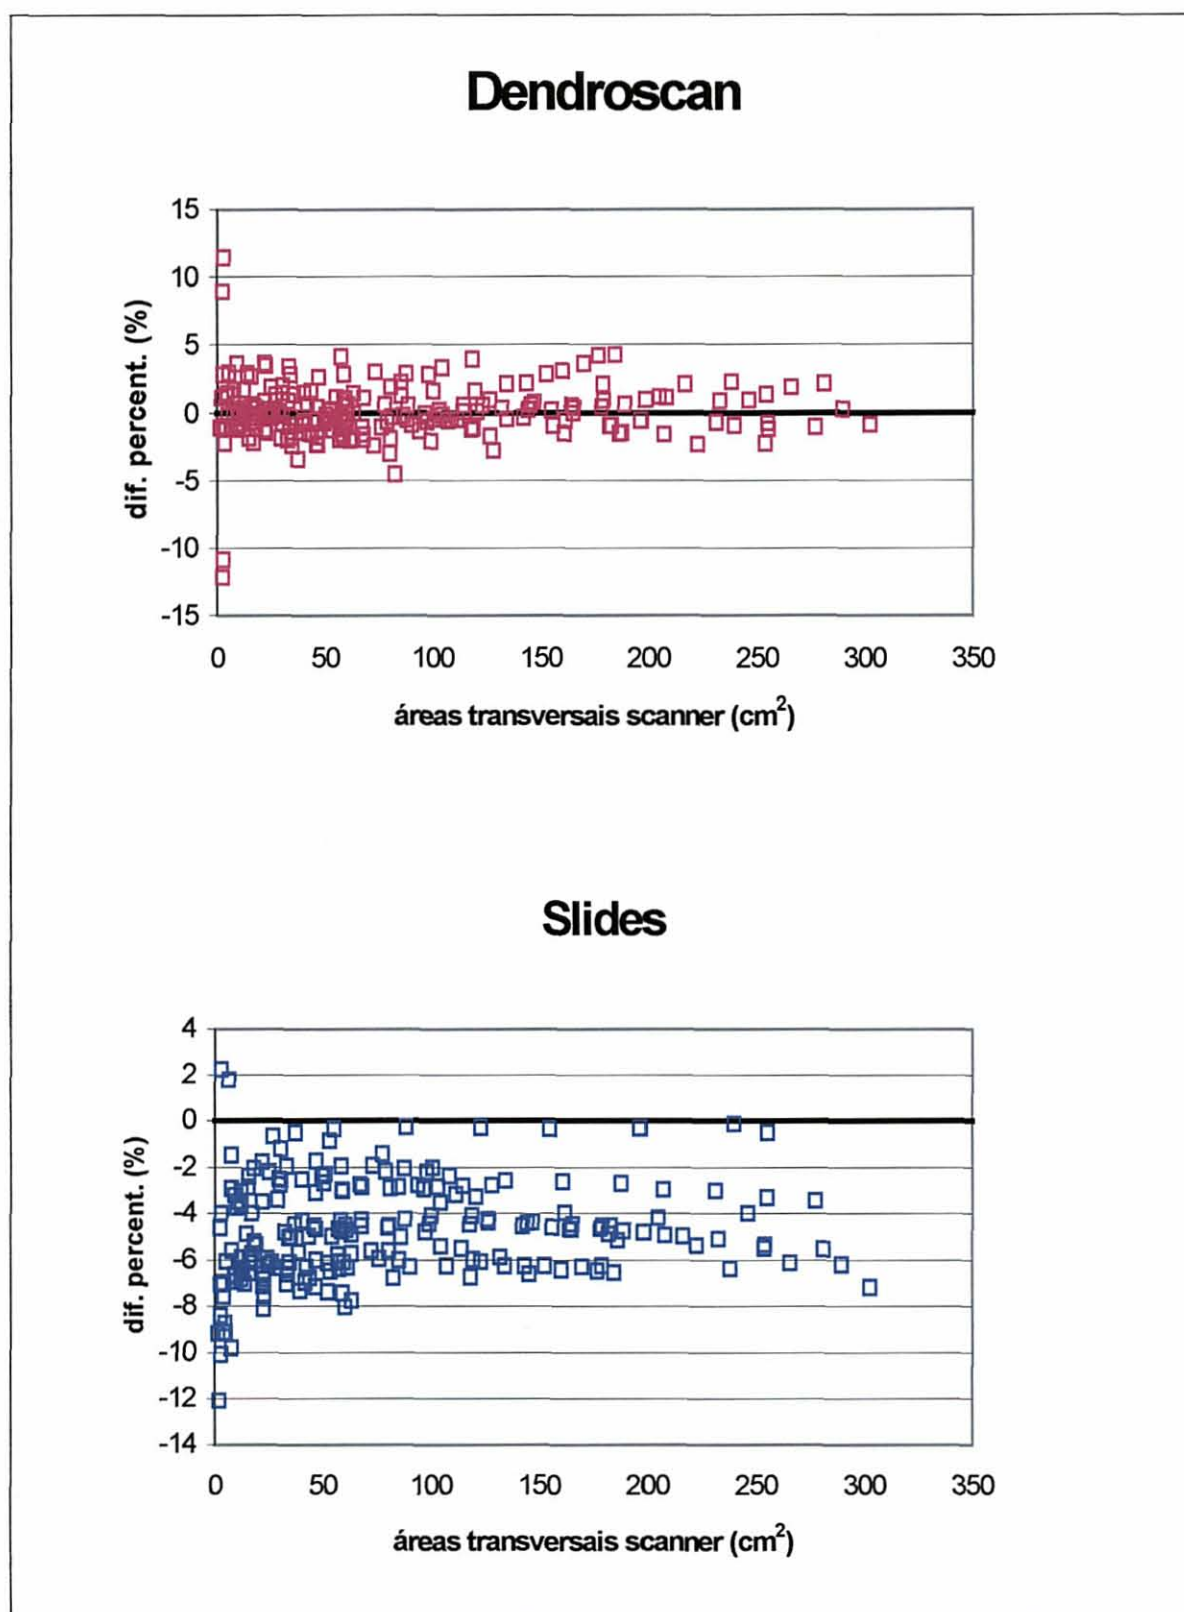 Dendroscan
15
10
5
0
-5
-10
-15
dif. percent. (%)
0 50 100 150 200 250 300 350
áreas transversais scanner (cm²)
Slides
4
2
0
-2
-4
-6
-8
-10
-12
-14
dif. percent. (%)
0 50 100 150 200 250 300 350
áreas transversais scanner (cm²)